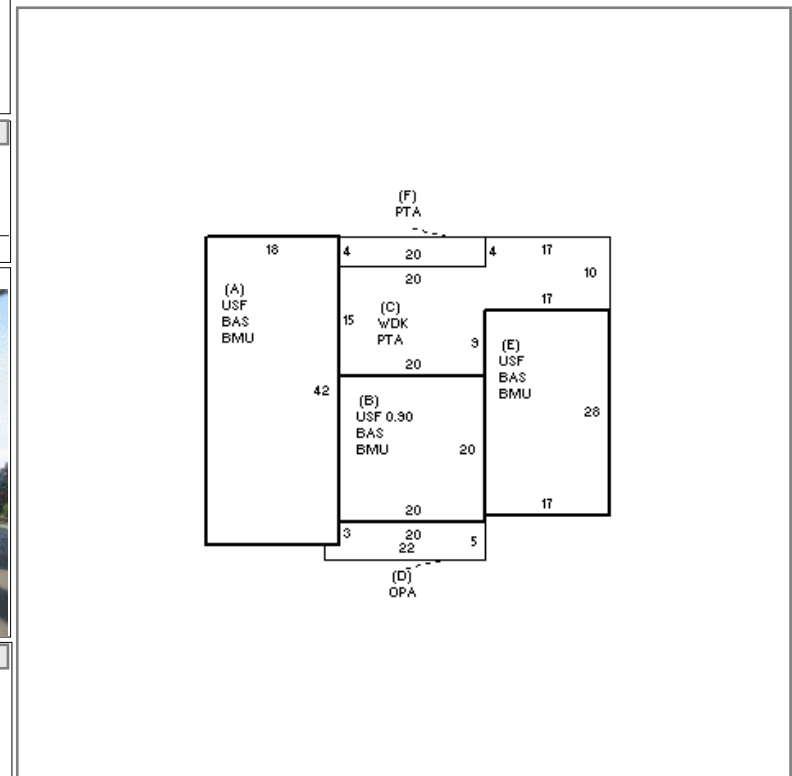 (F)
PTA
18
4
20
4
17
20
10
(A)
USF
BAS
BMU
17
(C)
WDK
PTA
15
9
(E)
USF
BAS
BMU
20
42
(B)
USF 0.90
BAS
BMU
28
20
20
17
3
20
22
5
(D)
OPA